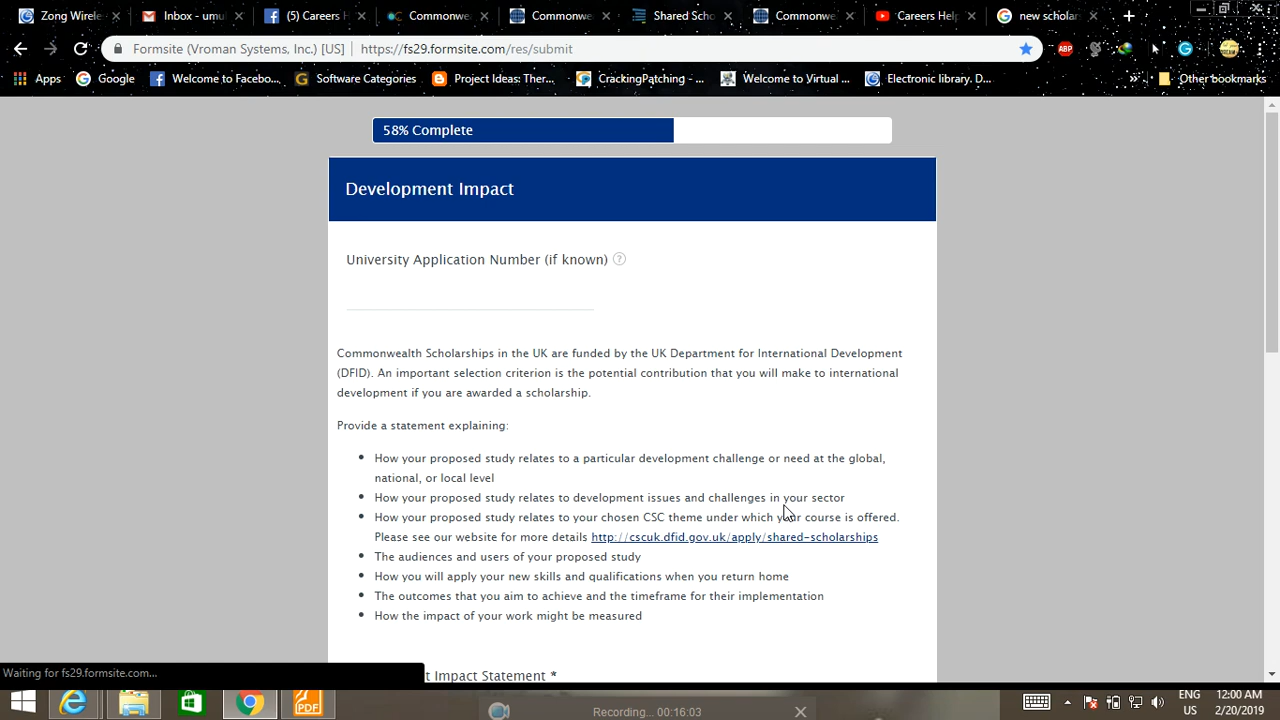 Zong Wirele
Inbox - umu
(5) Careers H
Commonwe
Commonwe
Shared Scho
Commonwe
Careers Help
new scholar
Formsite (Vroman Systems, Inc.) [US] | https://fs29.formsite.com/res/submit
Apps
Google
Welcome to Facebo...
Software Categories
Project Ideas: Ther...
CrackingPatching - ...
Welcome to Virtual ...
Electronic library. D...
»
Other bookmarks
58% Complete
Development Impact
University Application Number (if known) ?
Commonwealth Scholarships in the UK are funded by the UK Department for International Development
(DFID). An important selection criterion is the potential contribution that you will make to international
development if you are awarded a scholarship.
Provide a statement explaining:
• How your proposed study relates to a particular development challenge or need at the global,
national, or local level
• How your proposed study relates to development issues and challenges in your sector
• How your proposed study relates to your chosen CSC theme under which your course is offered.
Please see our website for more details http://cscuk.dfid.gov.uk/apply/shared-scholarships
• The audiences and users of your proposed study
• How you will apply your new skills and qualifications when you return home
• The outcomes that you aim to achieve and the timeframe for their implementation
• How the impact of your work might be measured
t Impact Statement *
Waiting for fs29.formsite.com...
Recording... 00:16:03
ENG
US
12:00 AM
2/20/2019
ABP
PDF